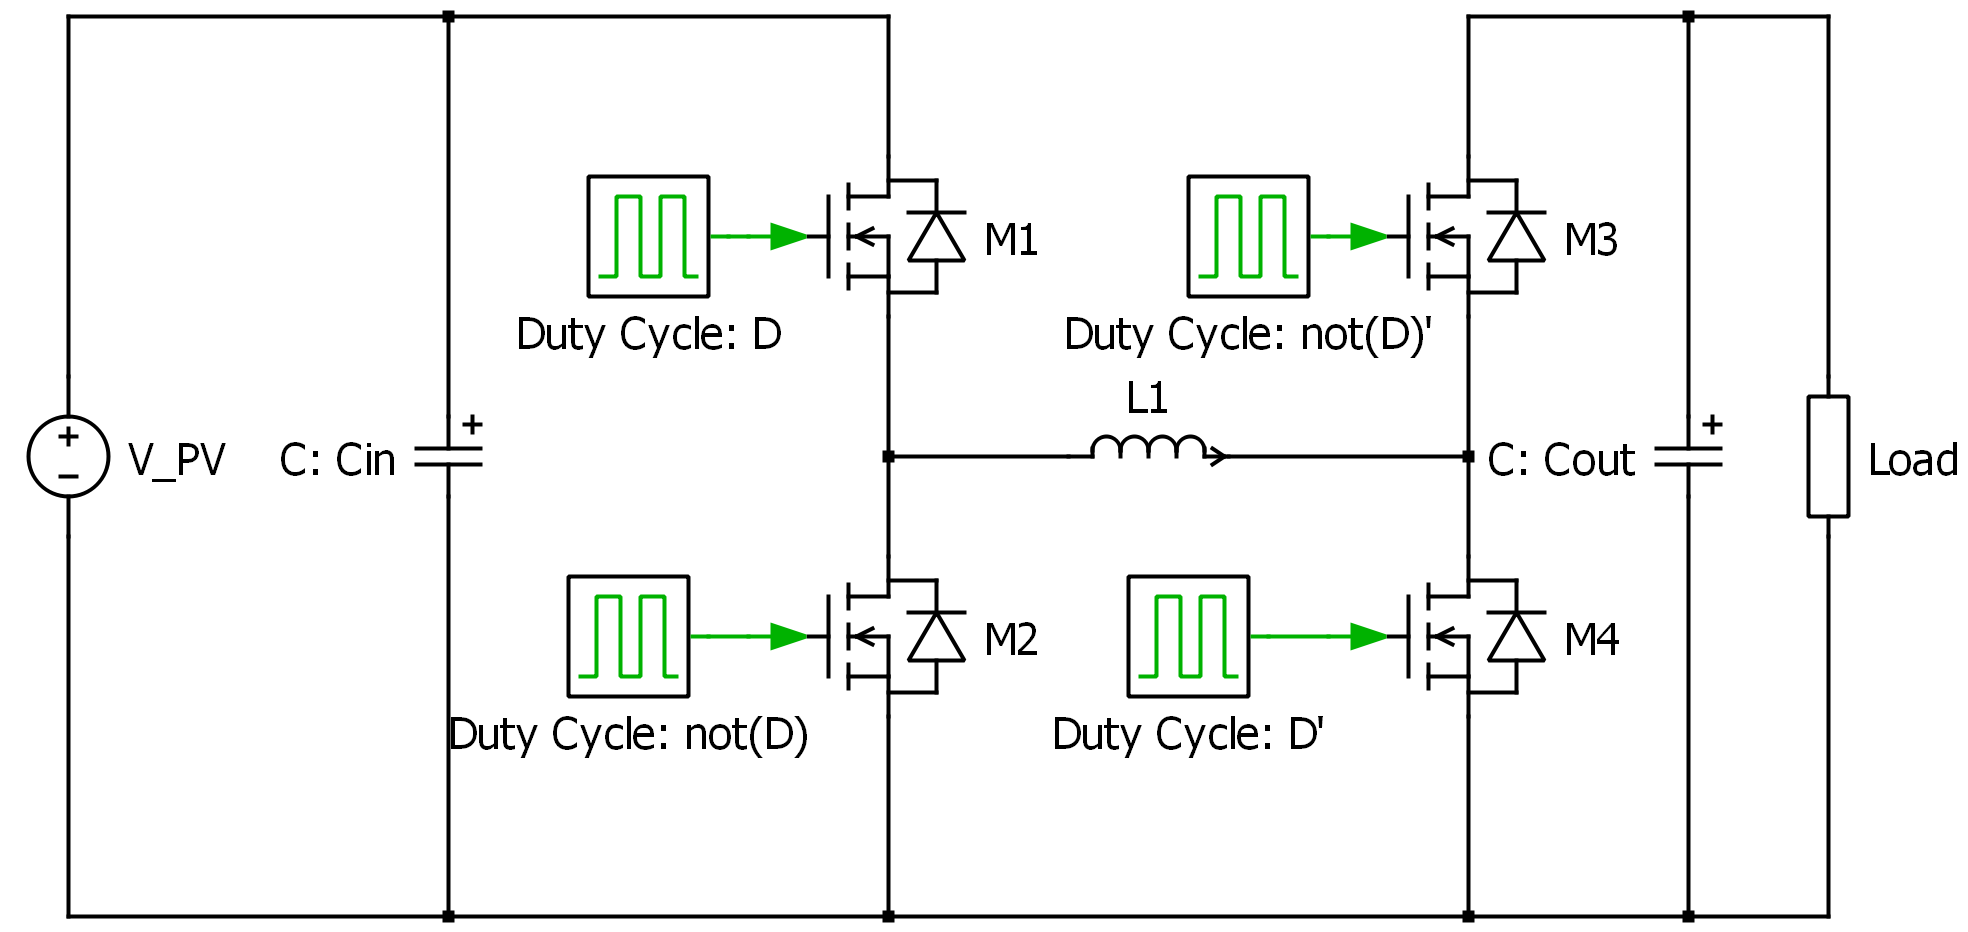 M1
M3
Duty Cycle: D
Duty Cycle: not(D)'
L1
+
+
+
−
V_PV
C: Cin
C: Cout
Load
M2
M4
Duty Cycle: not(D)
Duty Cycle: D'